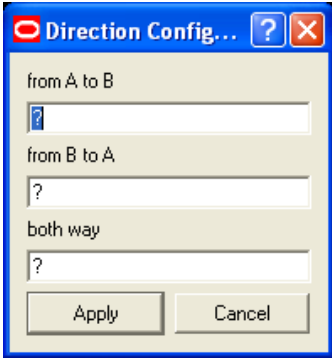 Direction Config... ?
from A to B
?
from B to A
?
both way
?
Apply Cancel